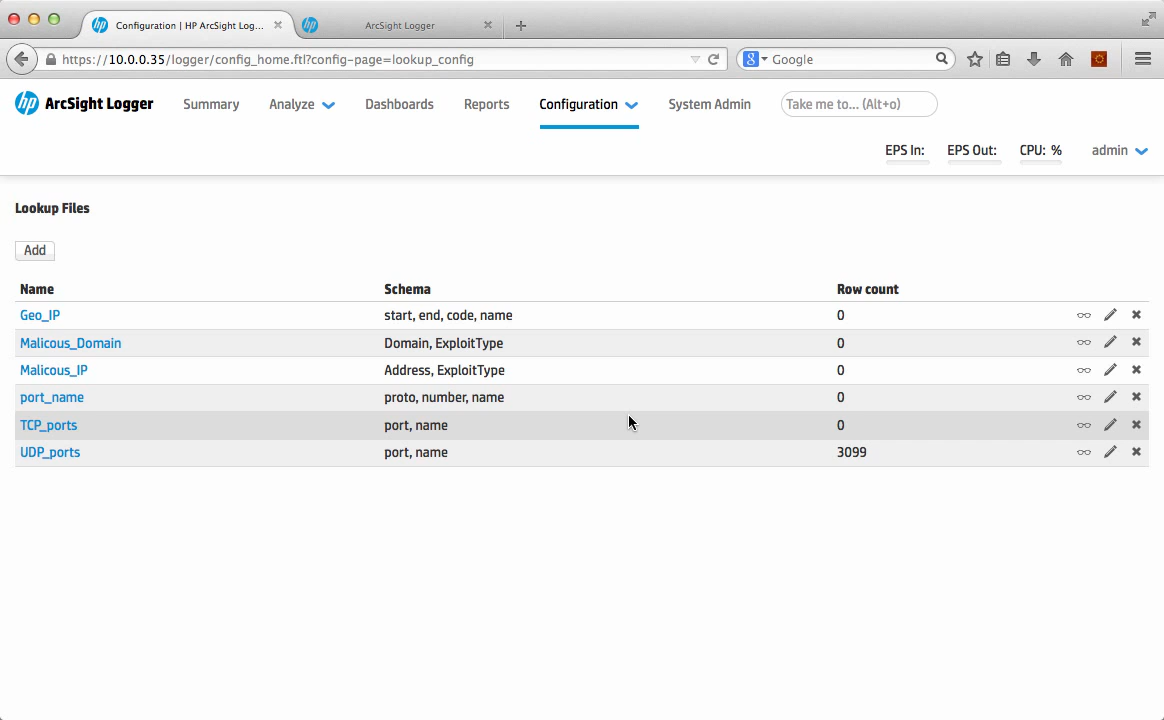 Configuration | HP ArcSight Log... ArcSight Logger
https://10.0.0.35/logger/config_home.ftl?config-page=lookup_config Google
hp ArcSight Logger Summary Analyze Dashboards Reports Configuration System Admin Take me to... (Alt+o)
EPS In: EPS Out: CPU: % admin
Lookup Files
Add
Name Schema Row count
Geo_IP start, end, code, name 0
Malicous_Domain Domain, ExploitType 0
Malicous_IP Address, ExploitType 0
port_name proto, number, name 0
TCP_ports port, name 0
UDP_ports port, name 3099